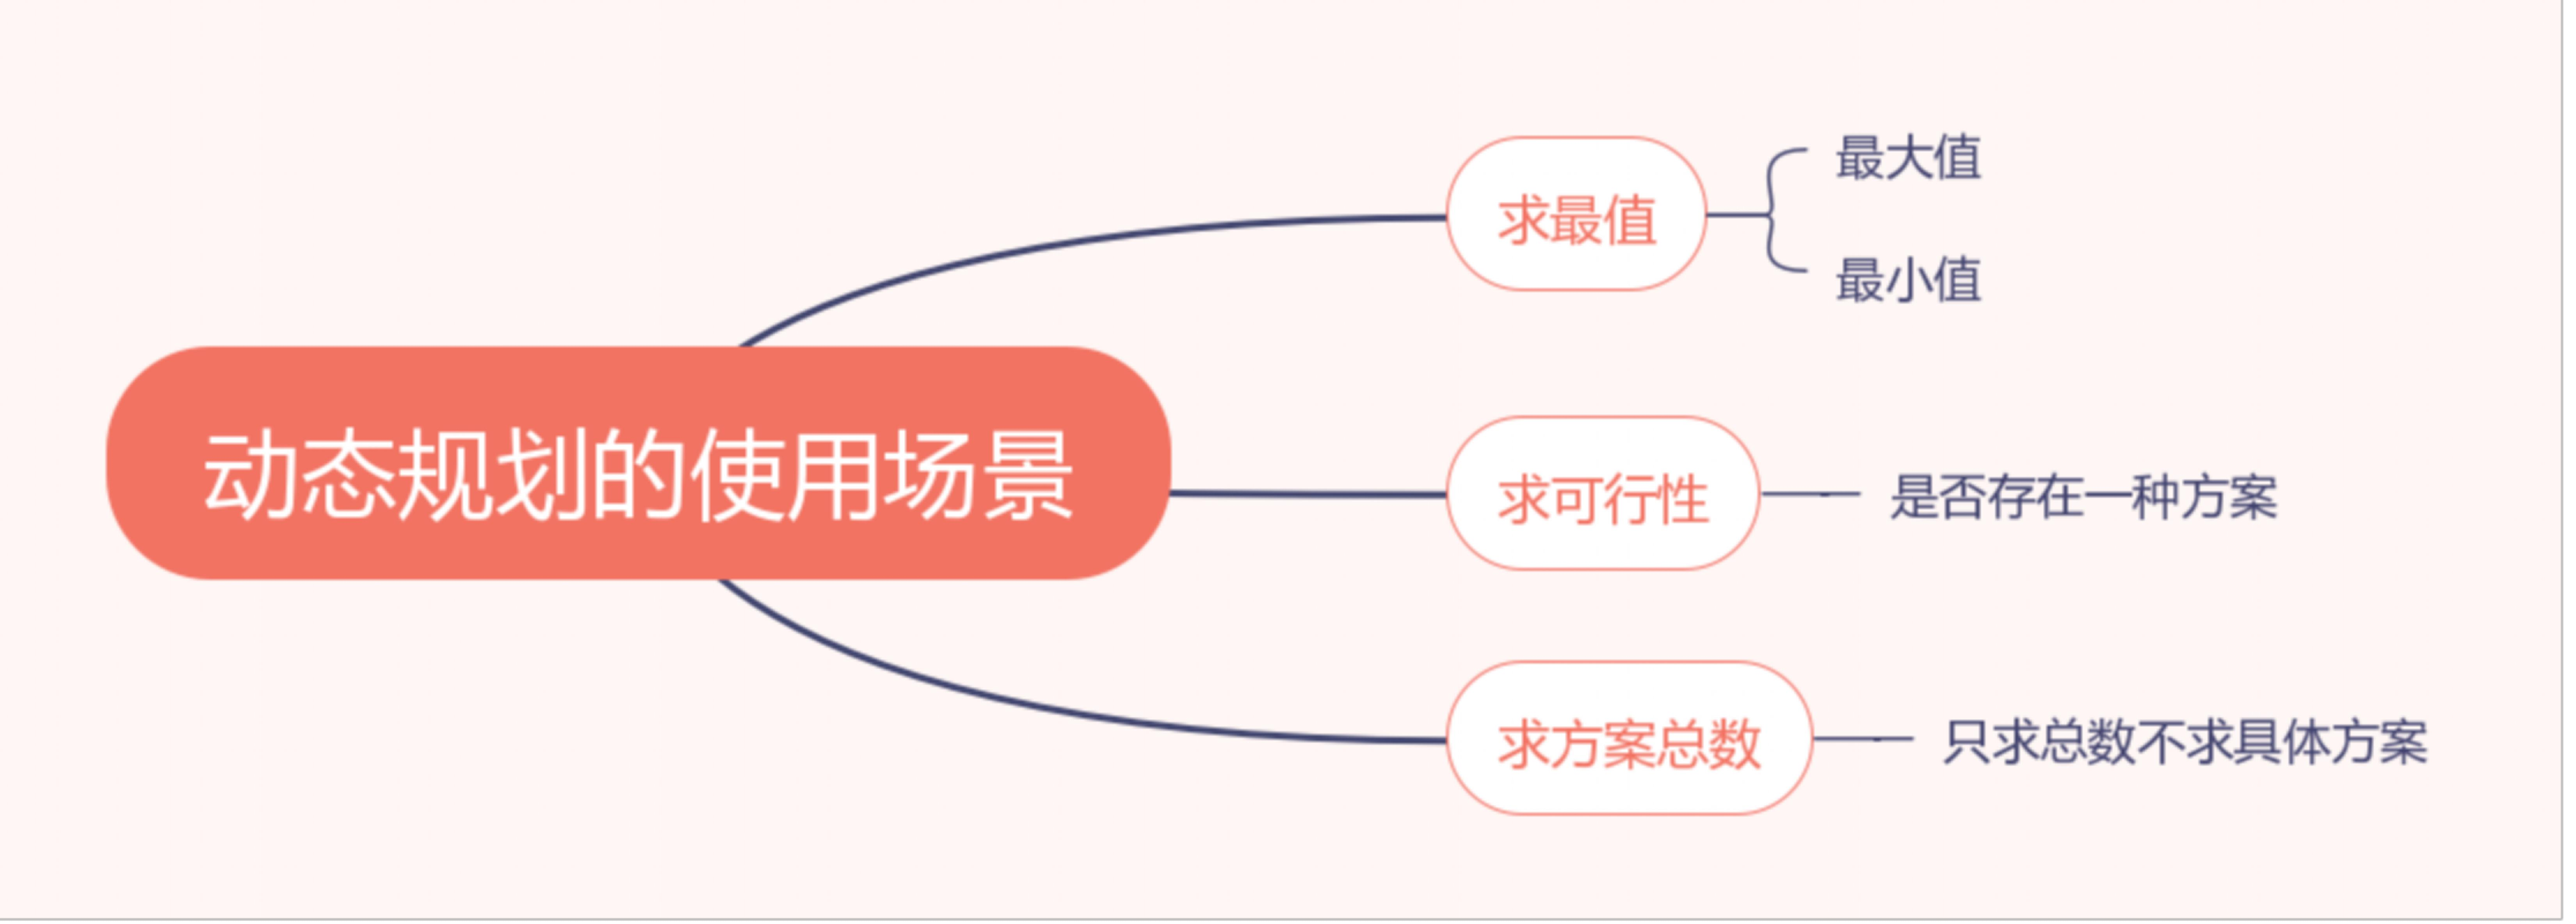 动态规划的使用场景
求最值
最大值
最小值
求可行性
是否存在一种方案
求方案总数
只求总数不求具体方案